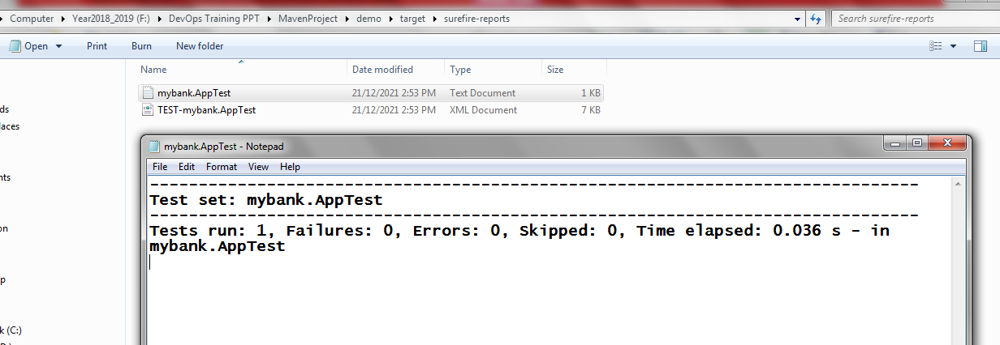 Computer ▸ Year2018_2019 (F:) ▸ DevOps Training PPT ▸ MavenProject ▸ demo ▸ target ▸ surefire-reports
Search surefire-reports
Open Print Burn New folder
Name Date modified Type Size
mybank.AppTest 21/12/2021 2:53 PM Text Document 1 KB
TEST-mybank.AppTest 21/12/2021 2:53 PM XML Document 7 KB
ds
laces
nts
on
p
k (C:)
mybank.AppTest - Notepad
File Edit Format View Help
-------------------------------------------------------------------------------
Test set: mybank.AppTest
-------------------------------------------------------------------------------
Tests run: 1, Failures: 0, Errors: 0, Skipped: 0, Time elapsed: 0.036 s - in
mybank.AppTest